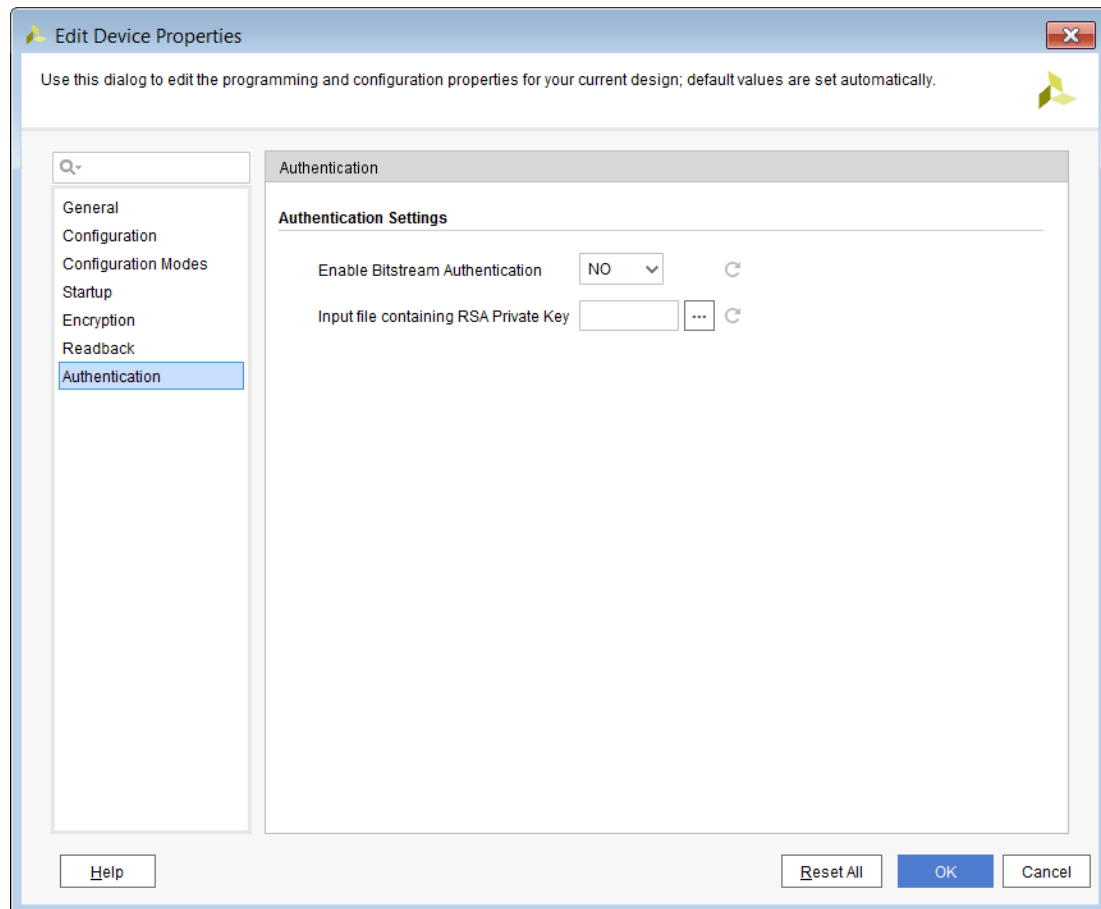 Edit Device Properties
Use this dialog to edit the programming and configuration properties for your current design; default values are set automatically.
General
Configuration
Configuration Modes
Startup
Encryption
Readback
Authentication
Authentication
Authentication Settings
Enable Bitstream Authentication NO
Input file containing RSA Private Key ...
Help Reset All OK Cancel